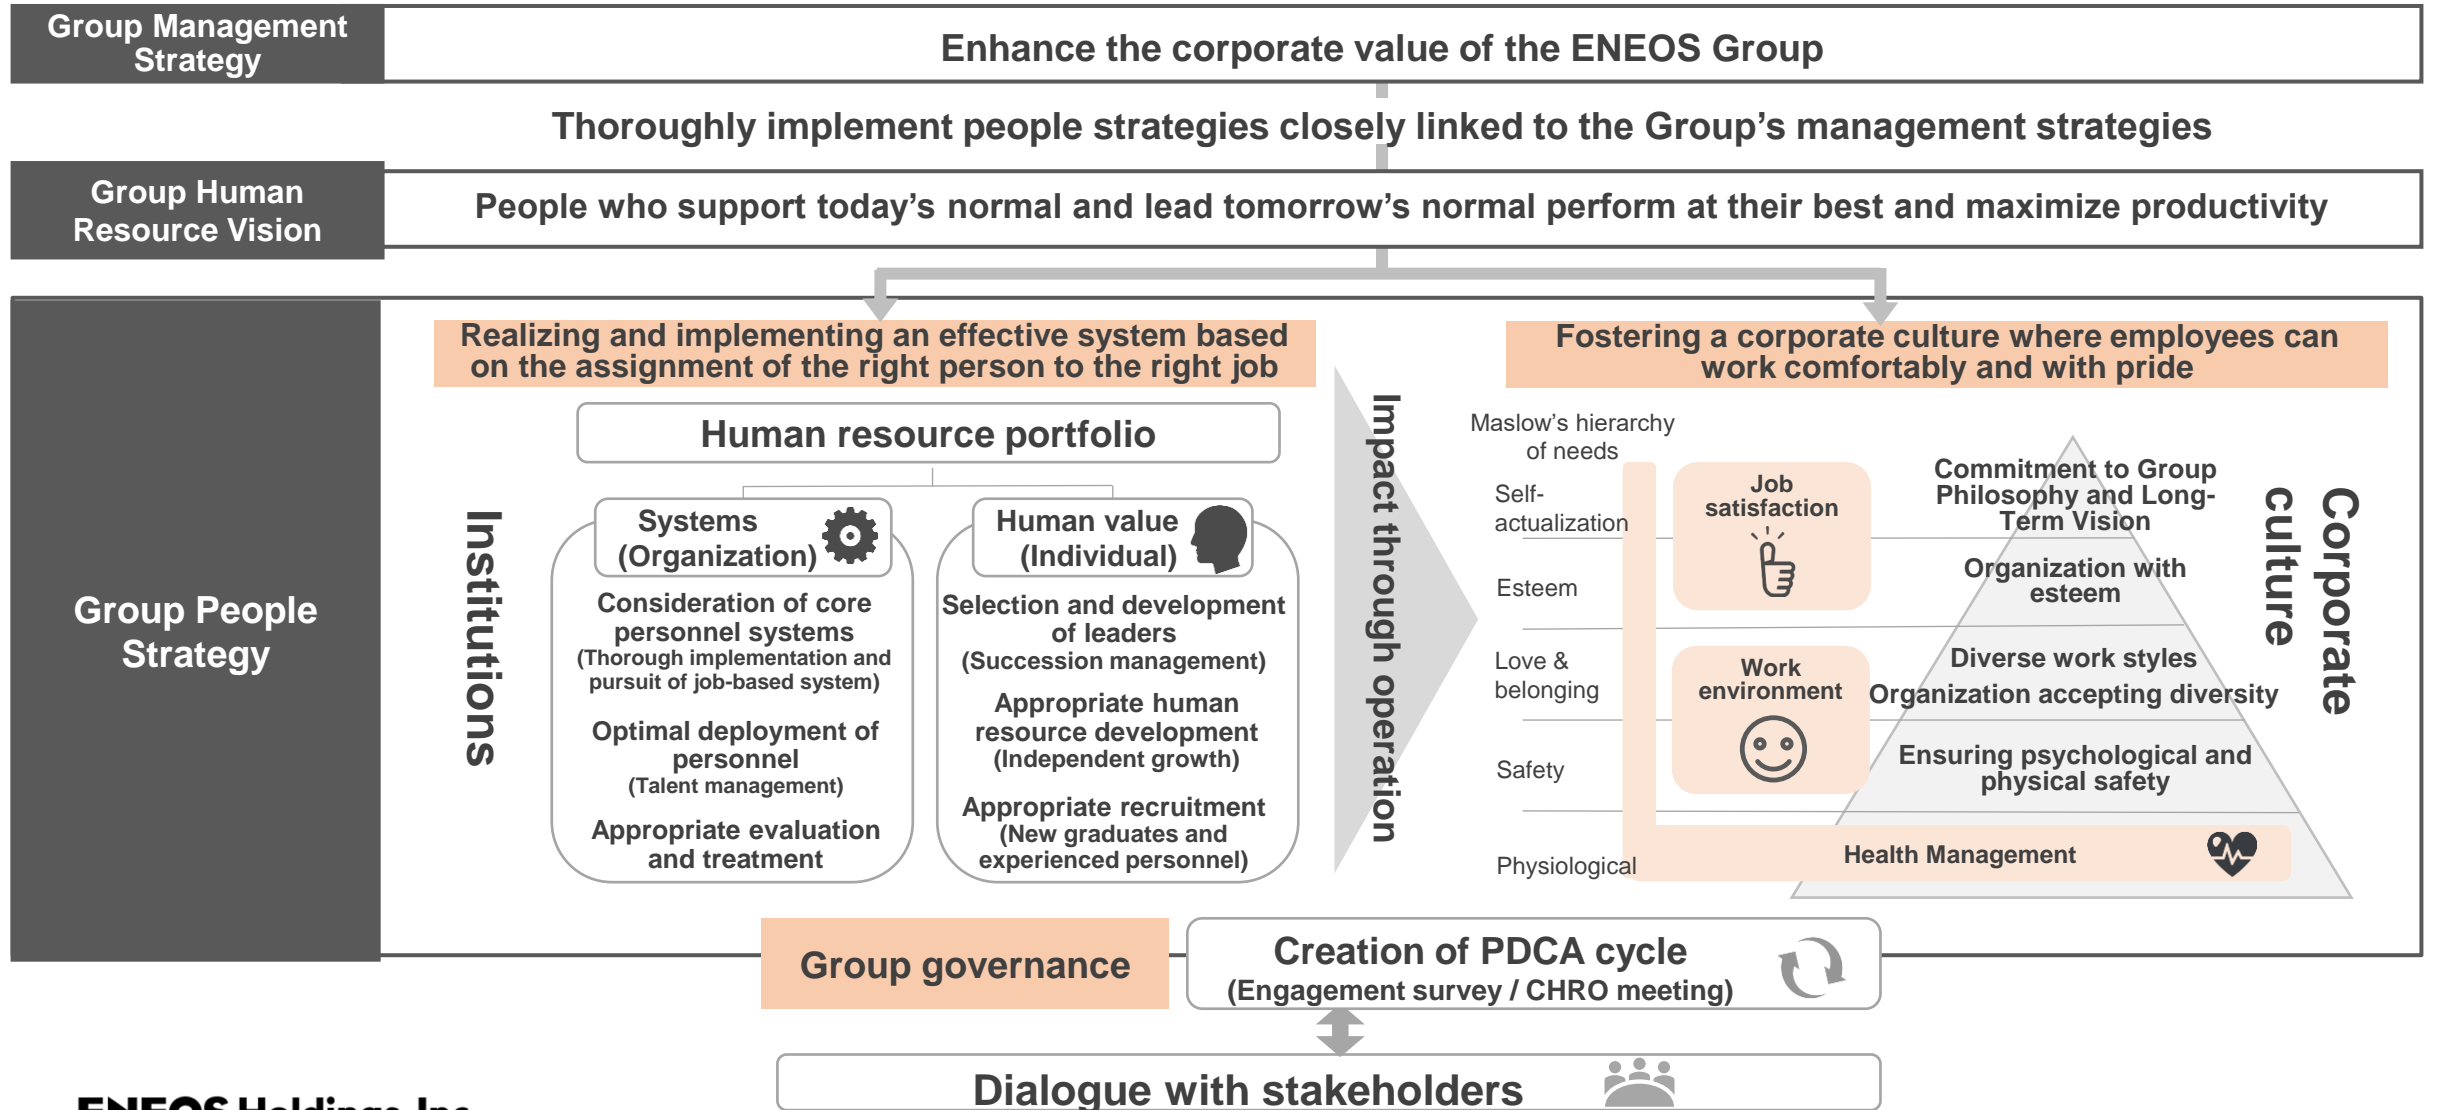 Group Management
Strategy
Enhance the corporate value of the ENEOS Group
Thoroughly implement people strategies closely linked to the Group’s management strategies
Group Human
Resource Vision
People who support today’s normal and lead tomorrow’s normal perform at their best and maximize productivity
Group People
Strategy
Realizing and implementing an effective system based
on the assignment of the right person to the right job
Institutions
Human resource portfolio
Systems
(Organization)
Consideration of core
personnel systems
(Thorough implementation and
pursuit of job-based system)
Optimal deployment of
personnel
(Talent management)
Appropriate evaluation
and treatment
Human value
(Individual)
Selection and development
of leaders
(Succession management)
Appropriate human
resource development
(Independent growth)
Appropriate recruitment
(New graduates and
experienced personnel)
Impact through operation
Fostering a corporate culture where employees can
work comfortably and with pride
Maslow’s hierarchy
of needs
Self-
actualization
Esteem
Love &
belonging
Safety
Physiological
Job
satisfaction
Work
environment
Commitment to Group
Philosophy and Long-
Term Vision
Organization with
esteem
Diverse work styles
Organization accepting diversity
Ensuring psychological and
physical safety
Health Management
Corporate
culture
Group governance
Creation of PDCA cycle
(Engagement survey / CHRO meeting)
Dialogue with stakeholders
ENEOS Holdings, Inc.